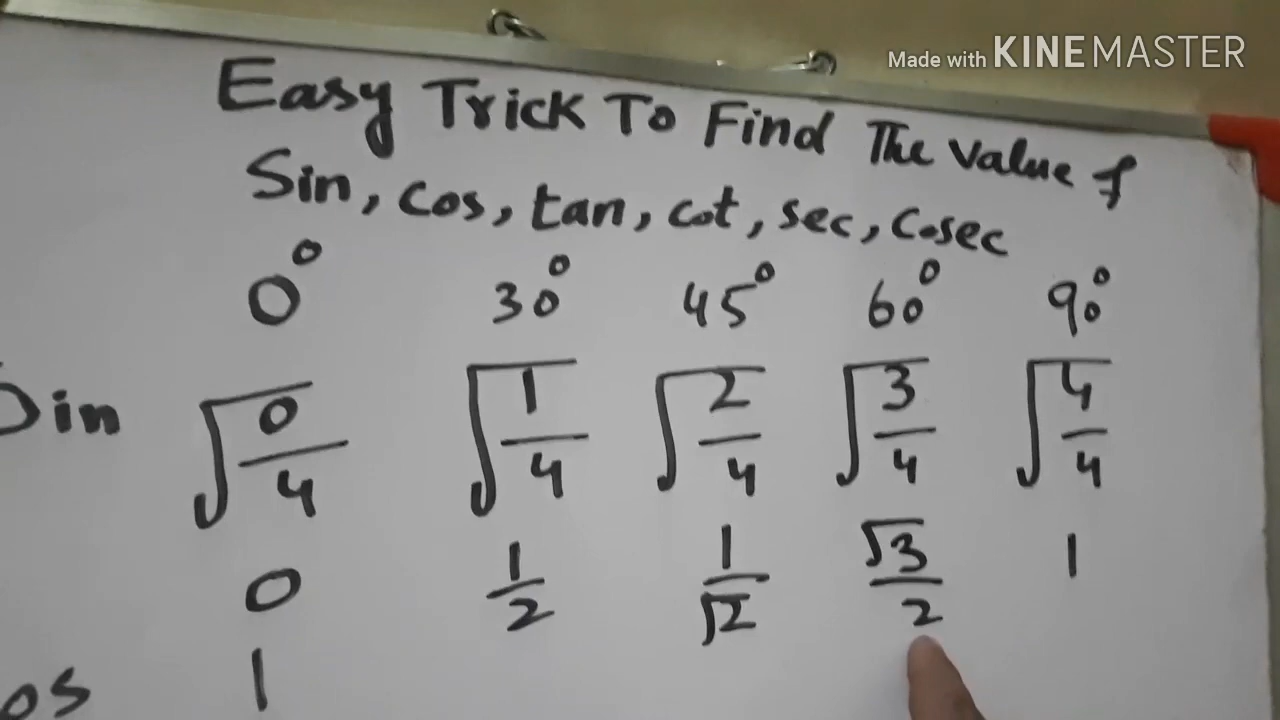 Made with KINEMASTER
Easy Trick To Find The Value of
Sin, cos, tan, cot, sec, Cosec
0° 30° 45° 60° 90°
Sin √0/4 √1/4 √2/4 √3/4 √4/4
0 1/2 1/√2 √3/2 1
os 1